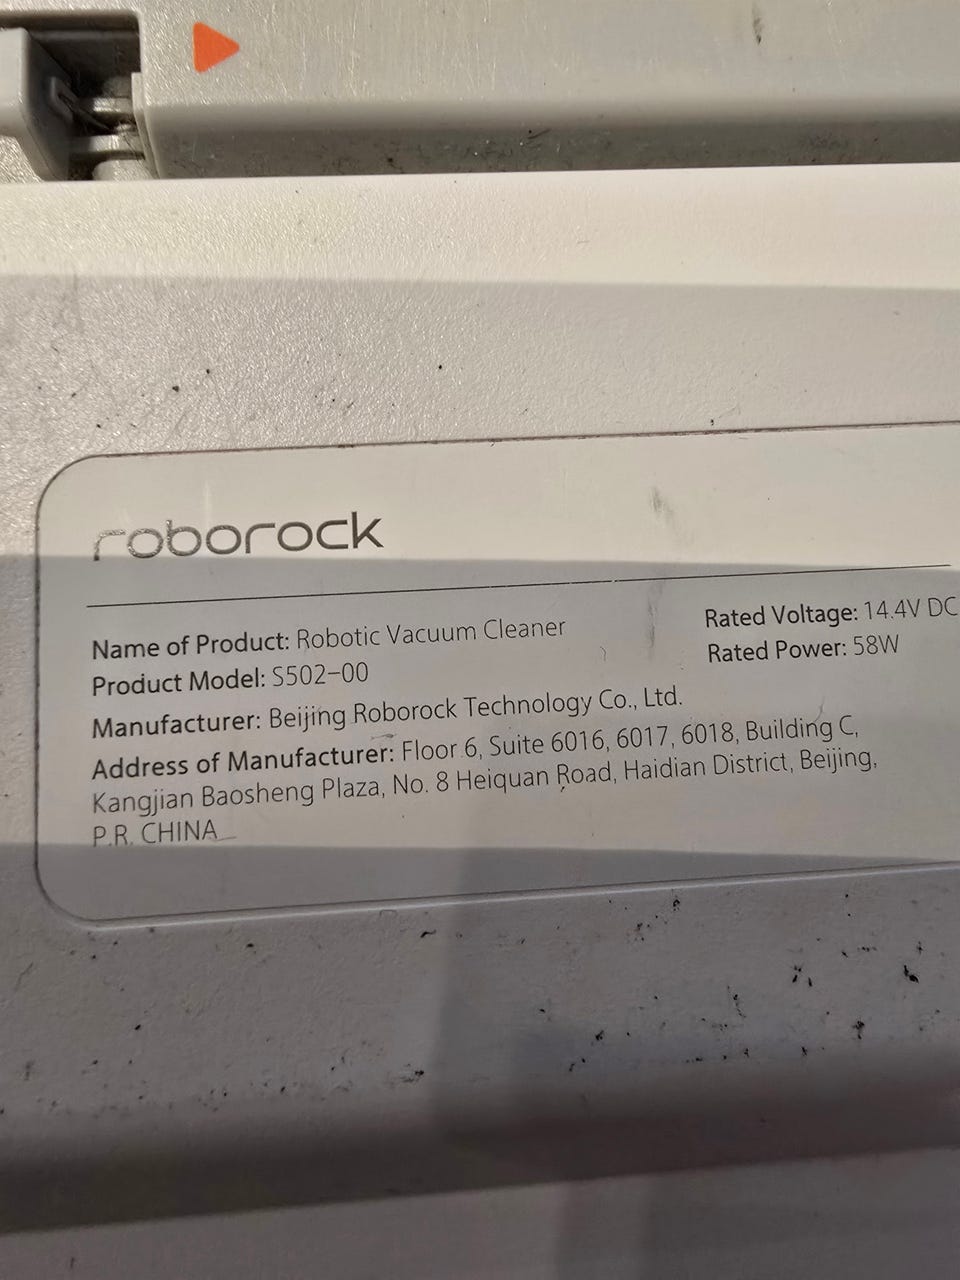 roborock
Name of Product: Robotic Vacuum Cleaner
Product Model: S502-00
Rated Voltage: 14.4V DC
Rated Power: 58W
Manufacturer: Beijing Roborock Technology Co., Ltd.
Address of Manufacturer: Floor 6, Suite 6016, 6017, 6018, Building C,
Kangjian Baosheng Plaza, No. 8 Heiquan Road, Haidian District, Beijing,
P.R. CHINA